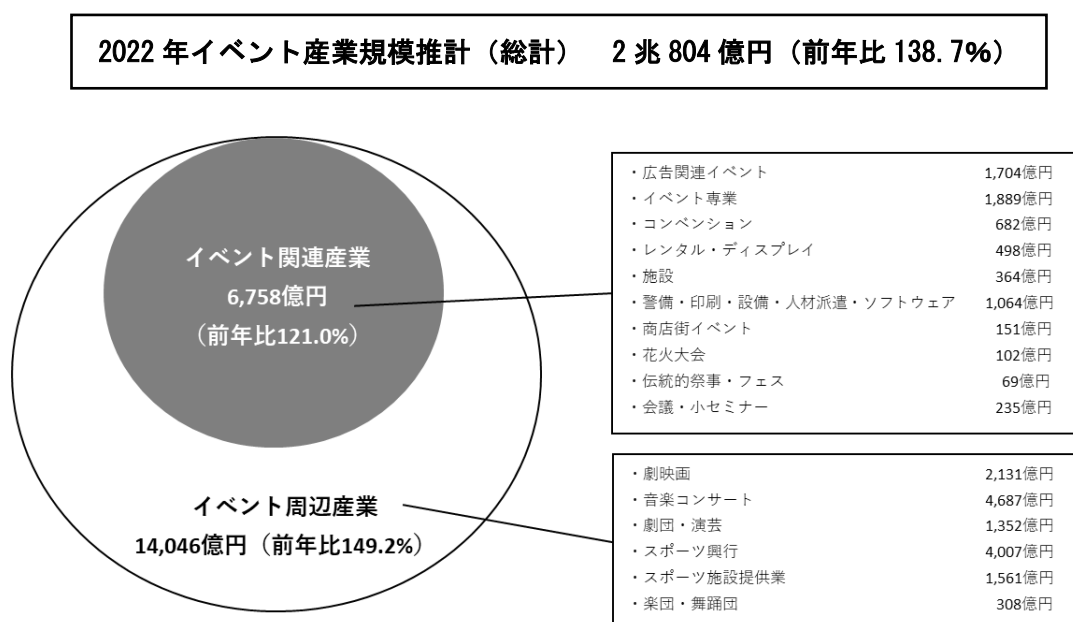 2022年イベント産業規模推計（総計）　2兆804億円（前年比138.7%）
イベント関連産業
6,758億円
（前年比121.0%）
・広告関連イベント 1,704億円
・イベント専業 1,889億円
・コンベンション 682億円
・レンタル・ディスプレイ 498億円
・施設 364億円
・警備・印刷・設備・人材派遣・ソフトウェア 1,064億円
・商店街イベント 151億円
・花火大会 102億円
・伝統的祭事・フェス 69億円
・会議・小セミナー 235億円
イベント周辺産業
14,046億円（前年比149.2%）
・劇映画 2,131億円
・音楽コンサート 4,687億円
・劇団・演芸 1,352億円
・スポーツ興行 4,007億円
・スポーツ施設提供業 1,561億円
・楽団・舞踊団 308億円